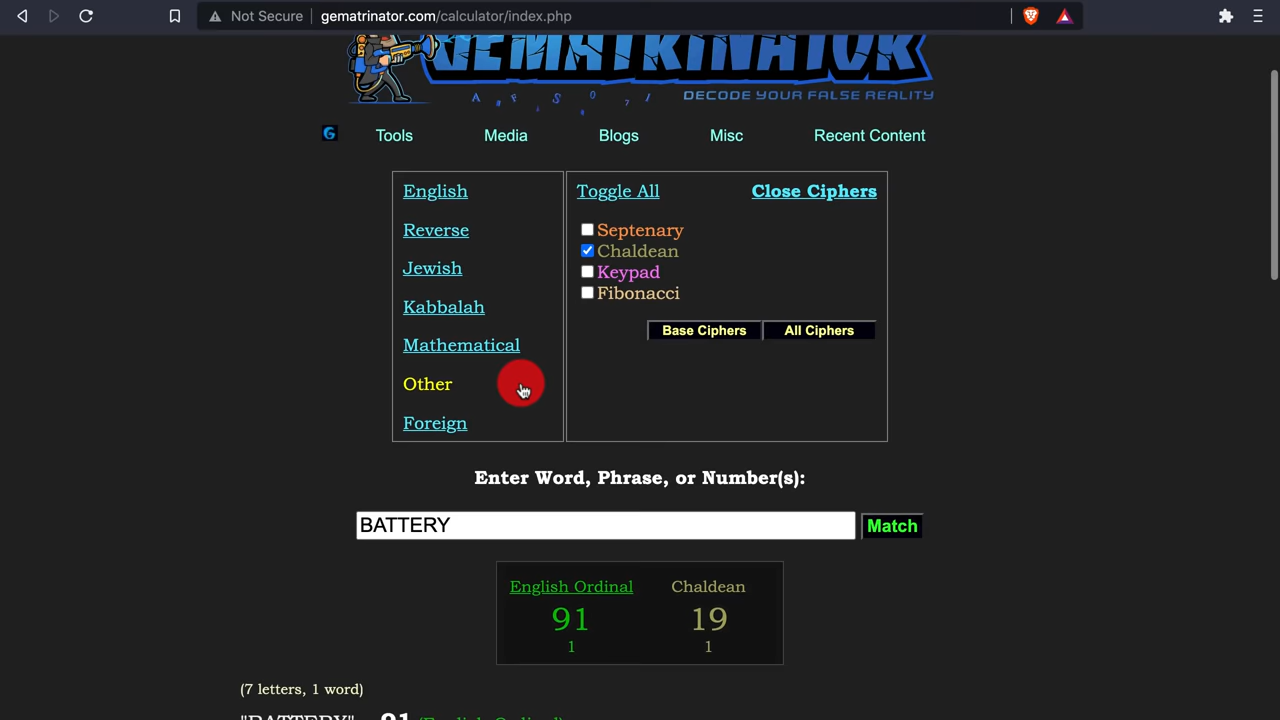 Not Secure gematrinator.com/calculator/index.php
GEMATRINATOR
DECODE YOUR FALSE REALITY
G Tools Media Blogs Misc Recent Content
English
Reverse
Jewish
Kabbalah
Mathematical
Other
Foreign
Toggle All Close Ciphers
Septenary
Chaldean
Keypad
Fibonacci
Base Ciphers All Ciphers
Enter Word, Phrase, or Number(s):
BATTERY Match
English Ordinal Chaldean
91 19
1 1
(7 letters, 1 word)